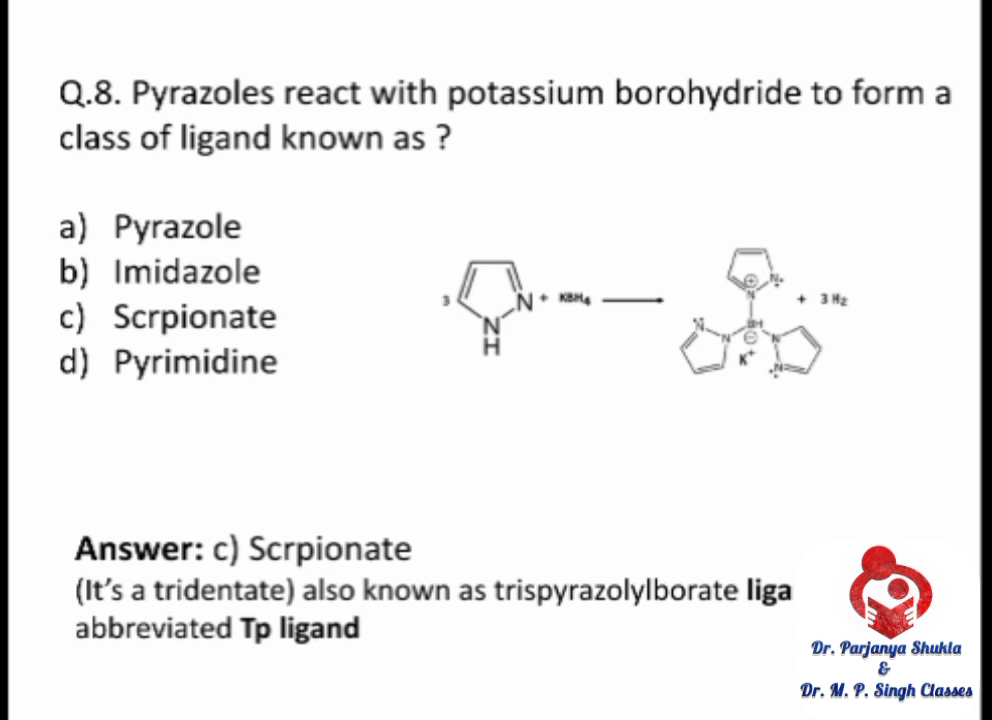 Q.8. Pyrazoles react with potassium borohydride to form a
class of ligand known as ?
a) Pyrazole
b) Imidazole
c) Scrpionate
d) Pyrimidine
3
N
N
H
+ KBH4
N
N
BH
N
N
N
N
K+
+ 3 H2
Answer: c) Scrpionate
(It's a tridentate) also known as trispyrazolylborate liga
abbreviated Tp ligand
Dr. Parjanya Shukla
&
Dr. M. P. Singh Classes